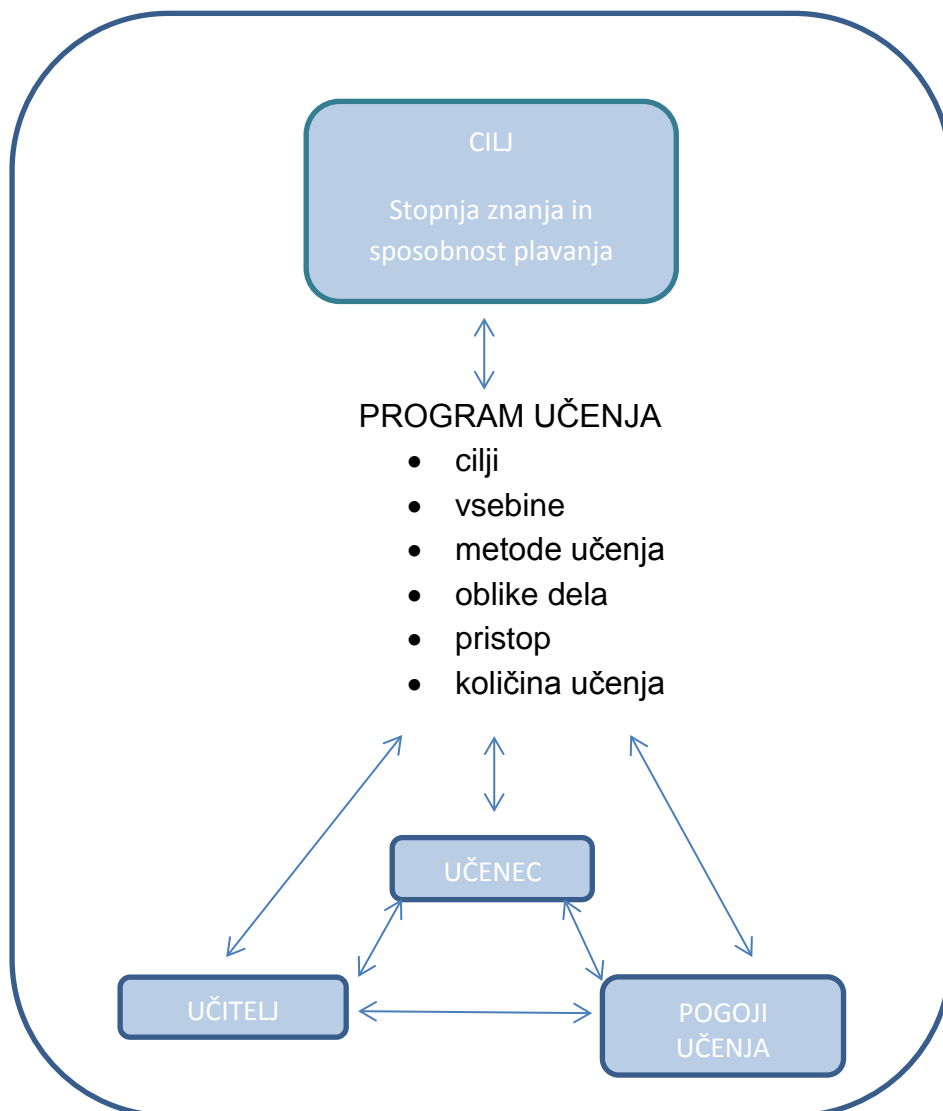 CILJ
Stopnja znanja in
sposobnost plavanja
PROGRAM UČENJA
• cilji
• vsebine
• metode učenja
• oblike dela
• pristop
• količina učenja
UČENEC
UČITELJ
POGOJI
UČENJA